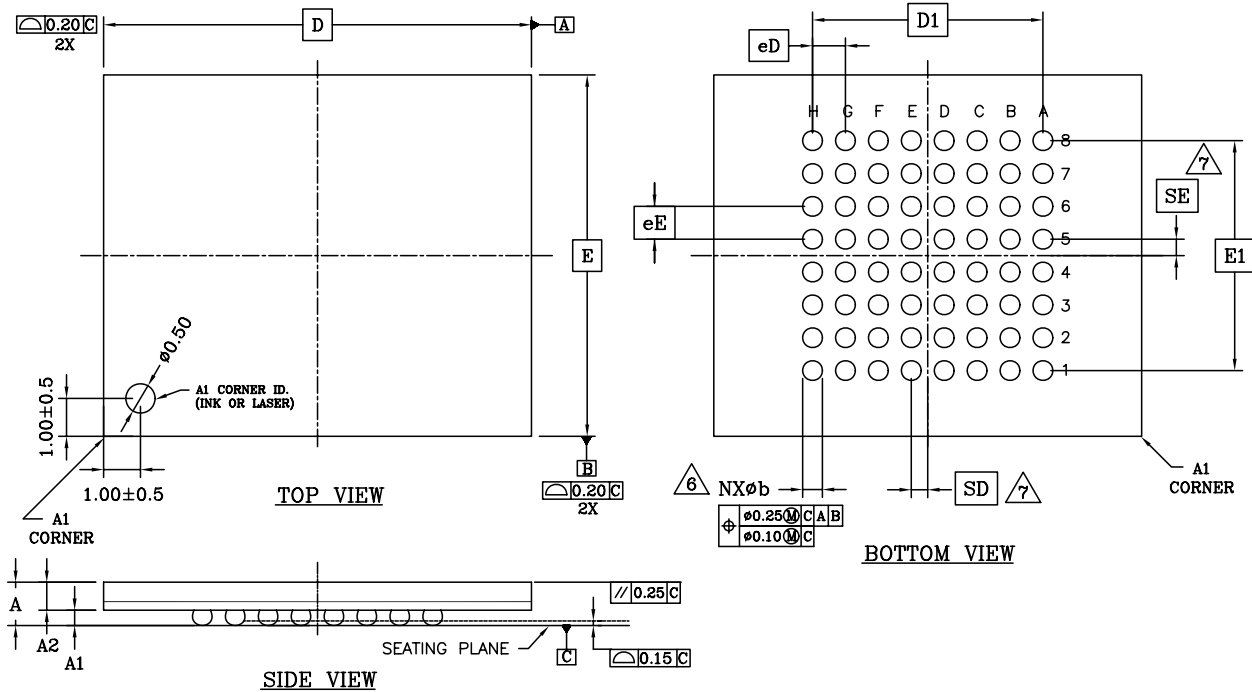 ⌓ 0.20 C
2X
D
A
E
ø0.50
A1 CORNER ID.
(INK OR LASER)
1.00±0.5
1.00±0.5
A1
CORNER
TOP VIEW
B
⌓ 0.20 C
2X
D1
eD
H G F E D C B A
8
7
6
5
4
3
2
1
eE
7
SE
E1
6
NXøb
⌖ ø0.25Ⓜ C A B
ø0.10Ⓜ C
SD
7
A1
CORNER
BOTTOM VIEW
A
A2
A1
// 0.25 C
SEATING PLANE
C
⌓ 0.15 C
SIDE VIEW